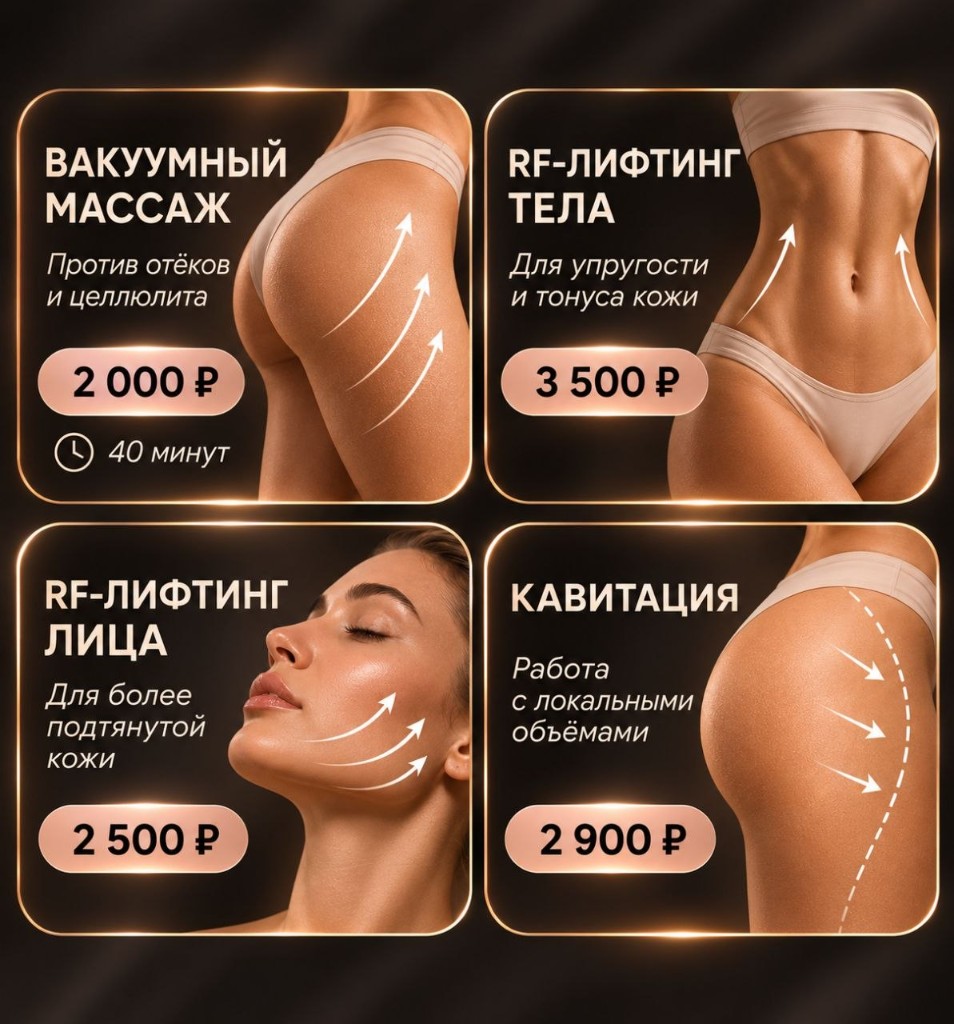 ВАКУУМНЫЙ
МАССАЖ
Против отёков
и целлюлита
2 000 ₽
40 минут
RF-ЛИФТИНГ
ТЕЛА
Для упругости
и тонуса кожи
3 500 ₽
RF-ЛИФТИНГ
ЛИЦА
Для более
подтянутой
кожи
2 500 ₽
КАВИТАЦИЯ
Работа
с локальными
объёмами
2 900 ₽